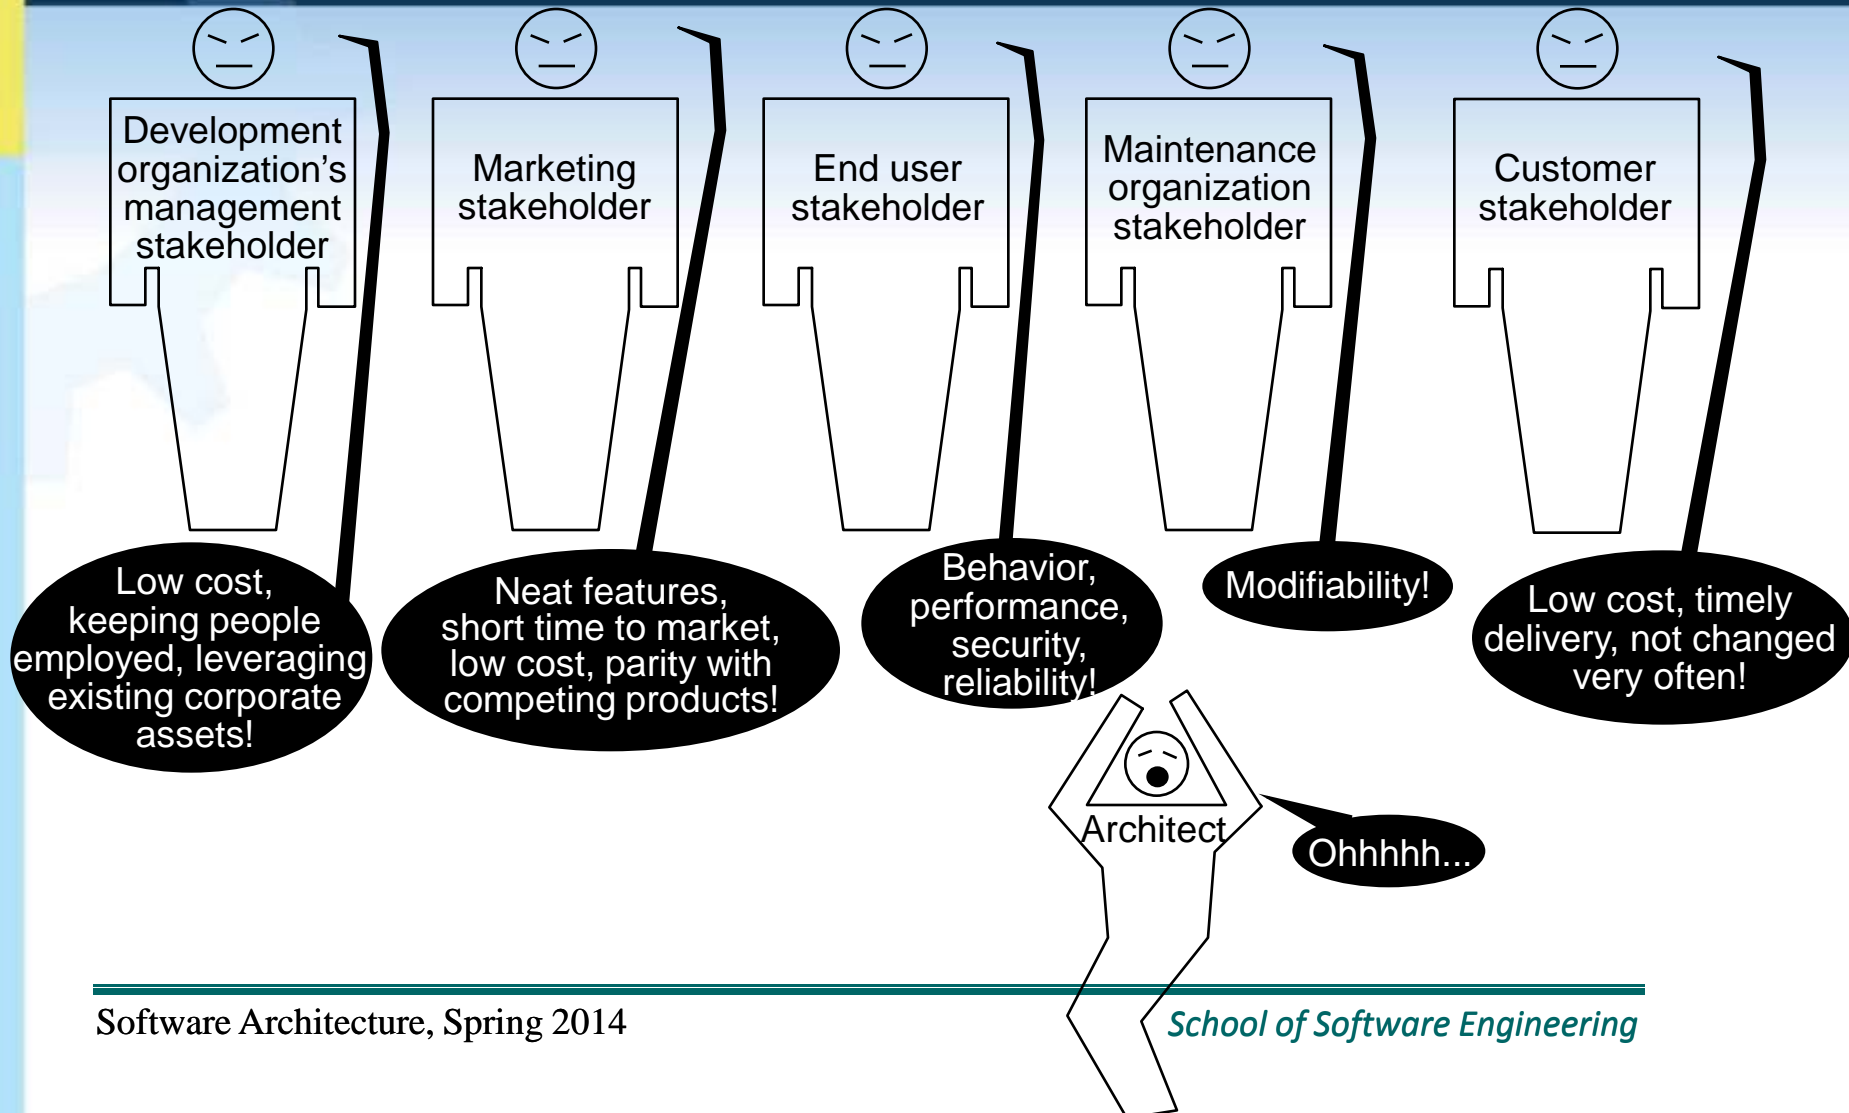 Development
organization’s
management
stakeholder
Marketing
stakeholder
End user
stakeholder
Maintenance
organization
stakeholder
Customer
stakeholder
Low cost,
keeping people
employed, leveraging
existing corporate
assets!
Neat features,
short time to market,
low cost, parity with
competing products!
Behavior,
performance,
security,
reliability!
Modifiability!
Low cost, timely
delivery, not changed
very often!
Architect
Ohhhhh...
Software Architecture, Spring 2014
School of Software Engineering